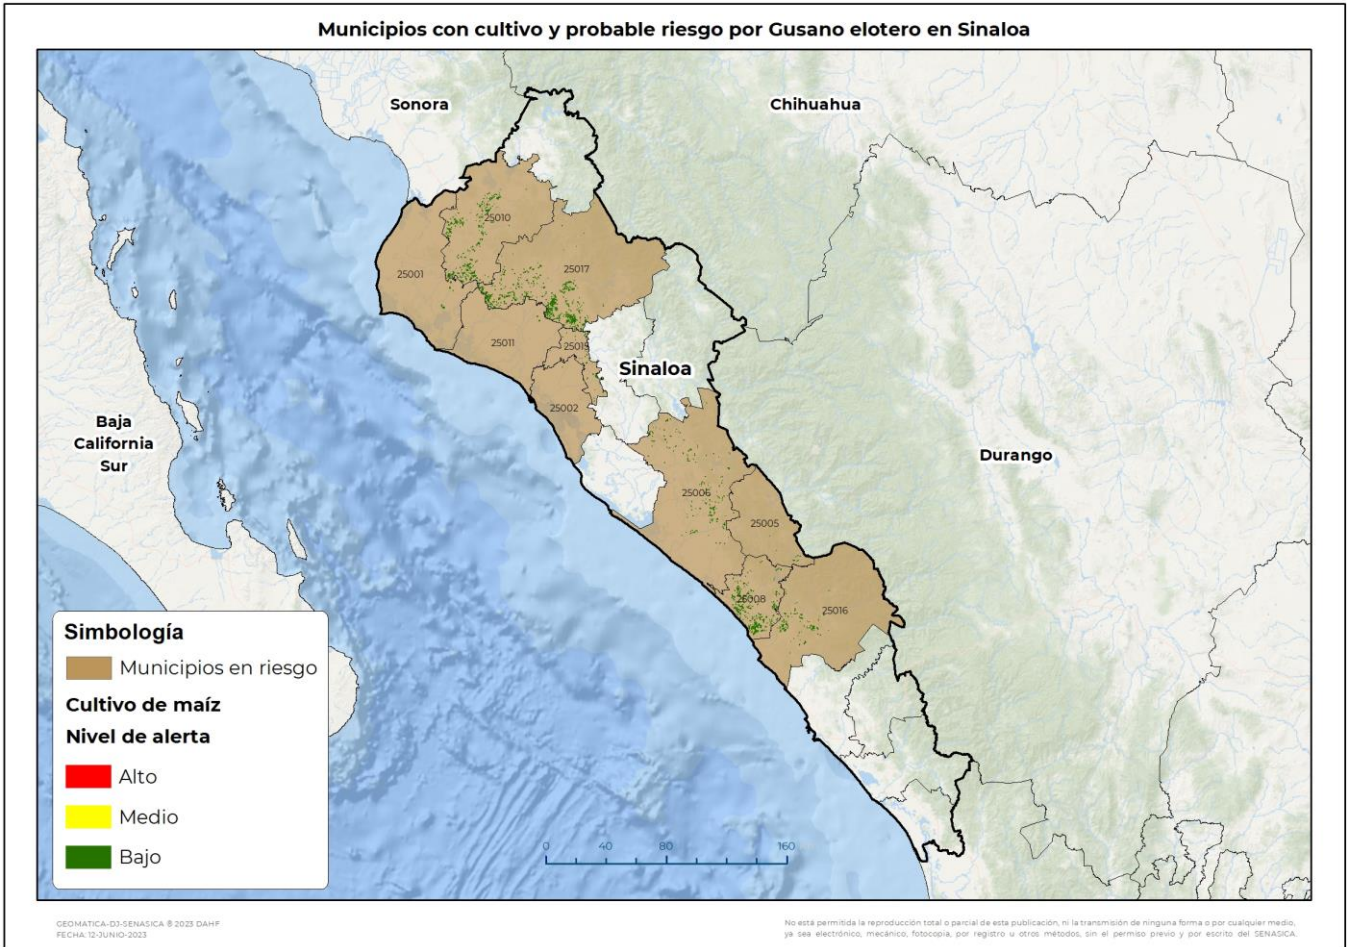 Municipios con cultivo y probable riesgo por Gusano elotero en Sinaloa
Sonora
Chihuahua
25010
25001
25017
25011
25015
Sinaloa
25002
Baja
California
Sur
Durango
25006
25005
25008
25016
Simbología
Municipios en riesgo
Cultivo de maíz
Nivel de alerta
Alto
Medio
Bajo
0 40 80 160
GEOMATICA-DJ-SENASICA ® 2023 DAHF
FECHA: 12-JUNIO-2023
No está permitida la reproducción total o parcial de esta publicación, ni la transmisión de ninguna forma o por cualquier medio,
ya sea electrónico, mecánico, fotocopia, por registro u otros métodos, sin el permiso previo y por escrito del SENASICA.